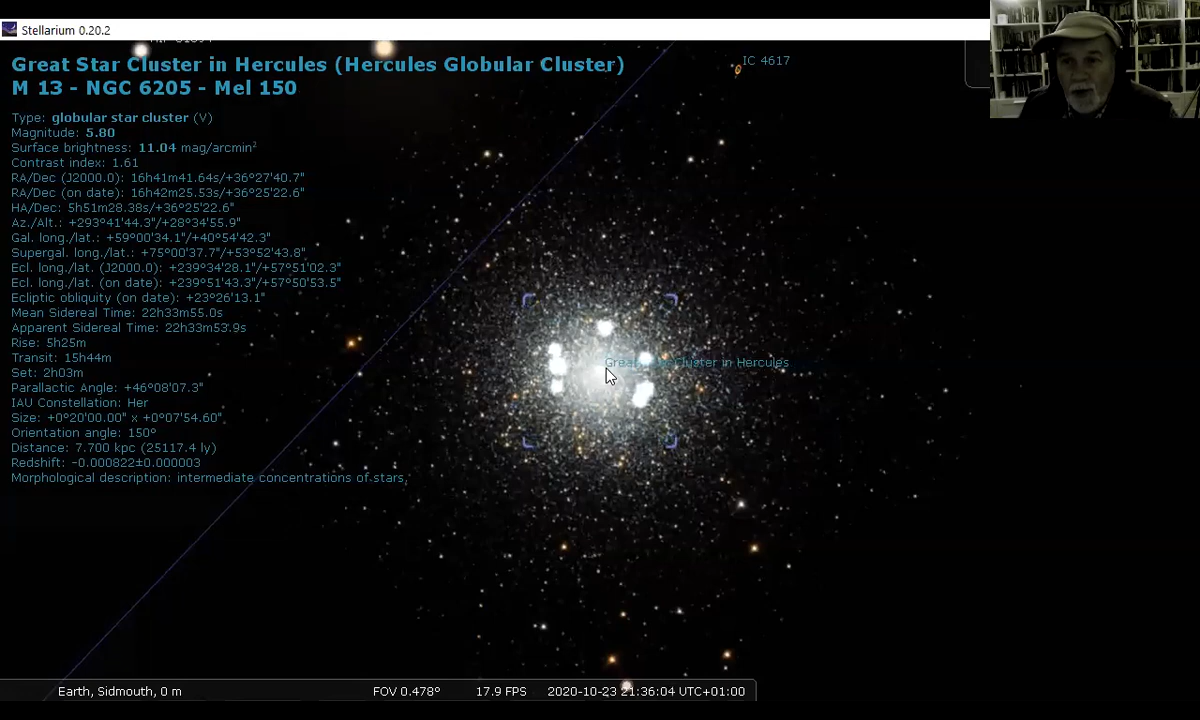 Stellarium 0.20.2
Great Star Cluster in Hercules (Hercules Globular Cluster)
M 13 - NGC 6205 - Mel 150
IC 4617
Type: globular star cluster (V)
Magnitude: 5.80
Surface brightness: 11.04 mag/arcmin²
Contrast index: 1.61
RA/Dec (J2000.0): 16h41m41.64s/+36°27'40.7"
RA/Dec (on date): 16h42m25.53s/+36°25'22.6"
HA/Dec: 5h51m28.38s/+36°25'22.6"
Az./Alt.: +293°41'44.3"/+28°34'55.9"
Gal. long./lat.: +59°00'34.1"/+40°54'42.3"
Supergal. long./lat.: +75°00'37.7"/+53°52'43.8"
Ecl. long./lat. (J2000.0): +239°34'28.1"/+57°51'02.3"
Ecl. long./lat. (on date): +239°51'43.3"/+57°50'53.5"
Ecliptic obliquity (on date): +23°26'13.1"
Mean Sidereal Time: 22h33m55.0s
Apparent Sidereal Time: 22h33m53.9s
Rise: 5h25m
Transit: 15h44m
Set: 2h03m
Parallactic Angle: +46°08'07.3"
IAU Constellation: Her
Size: +0°20'00.00" x +0°07'54.60"
Orientation angle: 150°
Distance: 7.700 kpc (25117.4 ly)
Redshift: -0.000822±0.000003
Morphological description: intermediate concentrations of stars;
Great Star Cluster in Hercules
Earth, Sidmouth, 0 m
FOV 0.478°
17.9 FPS
2020-10-23 21:36:04 UTC+01:00